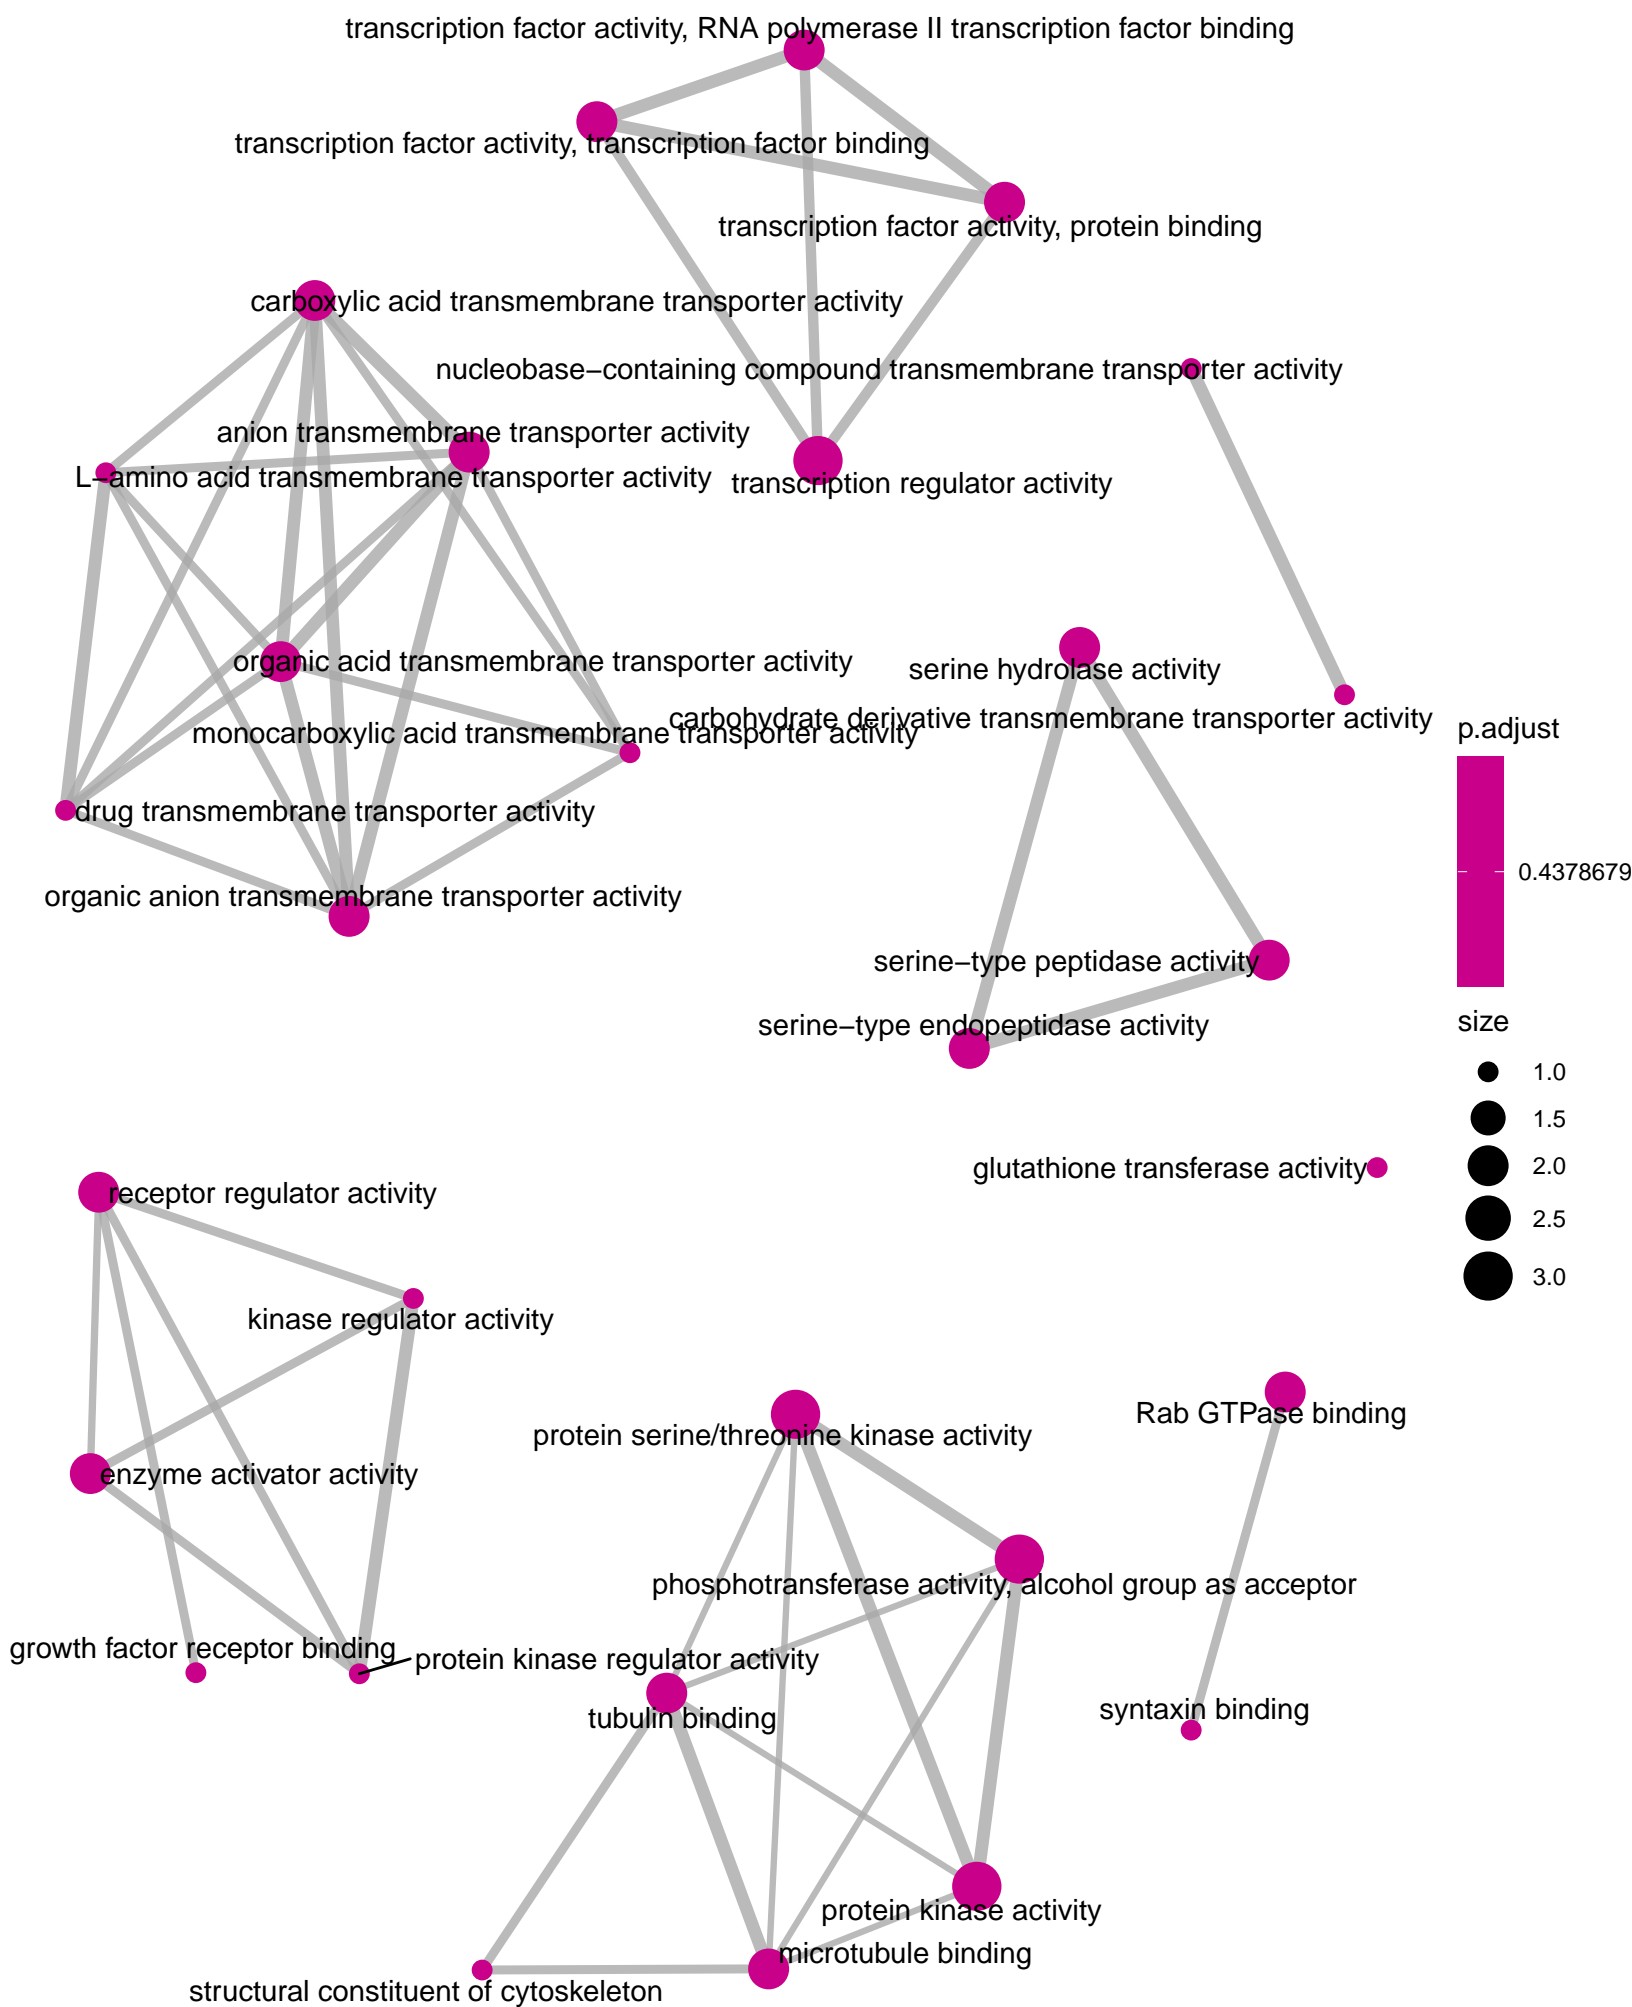 transcription factor activity, RNA polymerase II transcription factor binding
transcription factor activity, transcription factor binding
transcription factor activity, protein binding
carboxylic acid transmembrane transporter activity
nucleobase−containing compound transmembrane transporter activity
anion transmembrane transporter activity
L−amino acid transmembrane transporter activity
transcription regulator activity
organic acid transmembrane transporter activity
serine hydrolase activity
carbohydrate derivative transmembrane transporter activity
monocarboxylic acid transmembrane transporter activity
drug transmembrane transporter activity
organic anion transmembrane transporter activity
serine−type peptidase activity
serine−type endopeptidase activity
p.adjust
0.4378679
size
1.0
1.5
2.0
2.5
3.0
glutathione transferase activity
receptor regulator activity
kinase regulator activity
enzyme activator activity
protein serine/threonine kinase activity
Rab GTPase binding
phosphotransferase activity, alcohol group as acceptor
growth factor receptor binding
protein kinase regulator activity
tubulin binding
syntaxin binding
protein kinase activity
microtubule binding
structural constituent of cytoskeleton